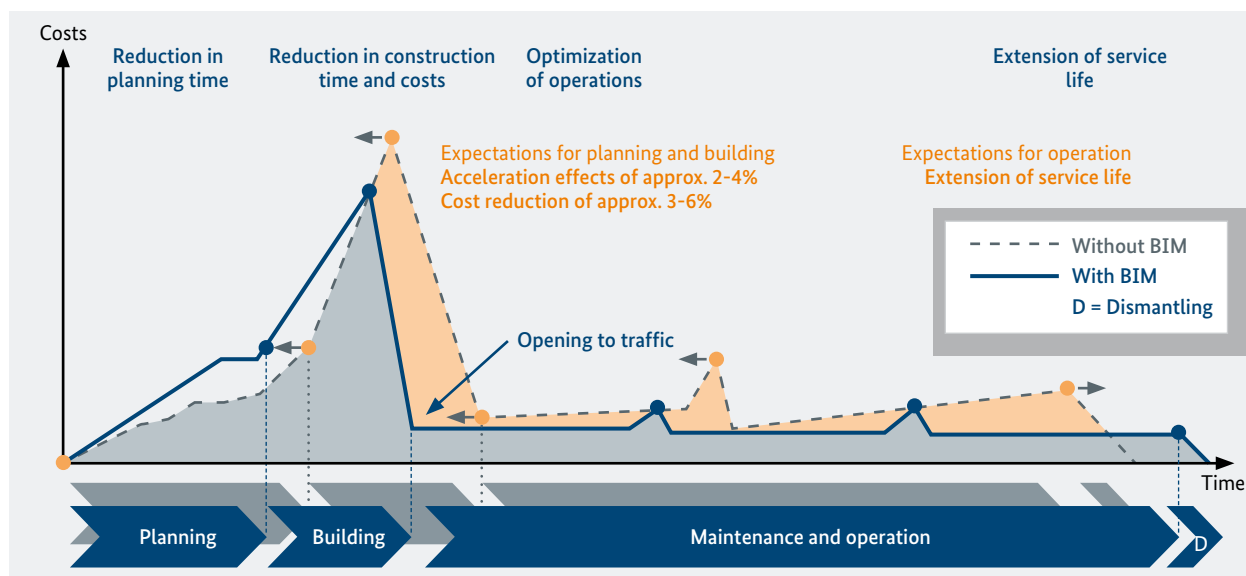 Costs
Reduction in
planning time
Reduction in construction
time and costs
Optimization
of operations
Extension of service
life
Expectations for planning and building
Acceleration effects of approx. 2-4%
Cost reduction of approx. 3-6%
Expectations for operation
Extension of service life
Without BIM
With BIM
D = Dismantling
Opening to traffic
Time
Planning
Building
Maintenance and operation
D